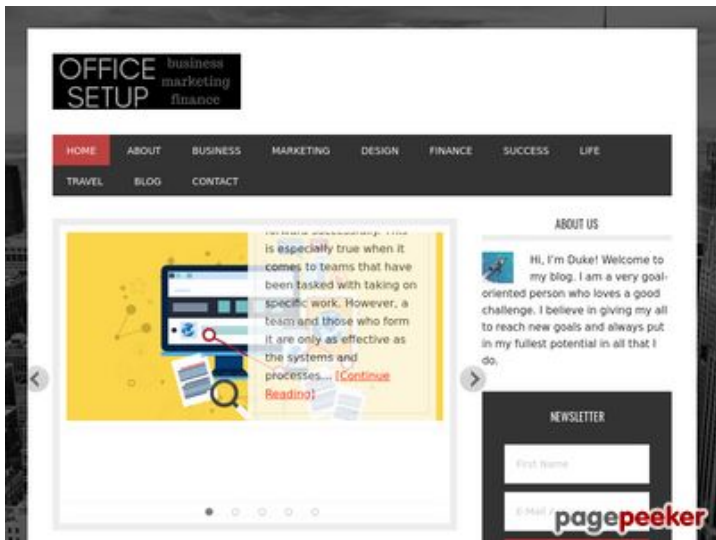 OFFICE business
marketing
SETUP finance
HOME ABOUT BUSINESS MARKETING DESIGN FINANCE SUCCESS LIFE
TRAVEL BLOG CONTACT
forward successfully. This
is especially true when it
comes to teams that have
been tasked with taking on
specific work. However, a
team and those who form
it are only as effective as
the systems and
processes... [Continue
Reading]
ABOUT US
Hi, I'm Duke! Welcome to
my blog. I am a very goal-
oriented person who loves a good
challenge. I believe in giving my all
to reach new goals and always put
in my fullest potential in all that I
do.
NEWSLETTER
First Name
E-Mail
pagepeeker